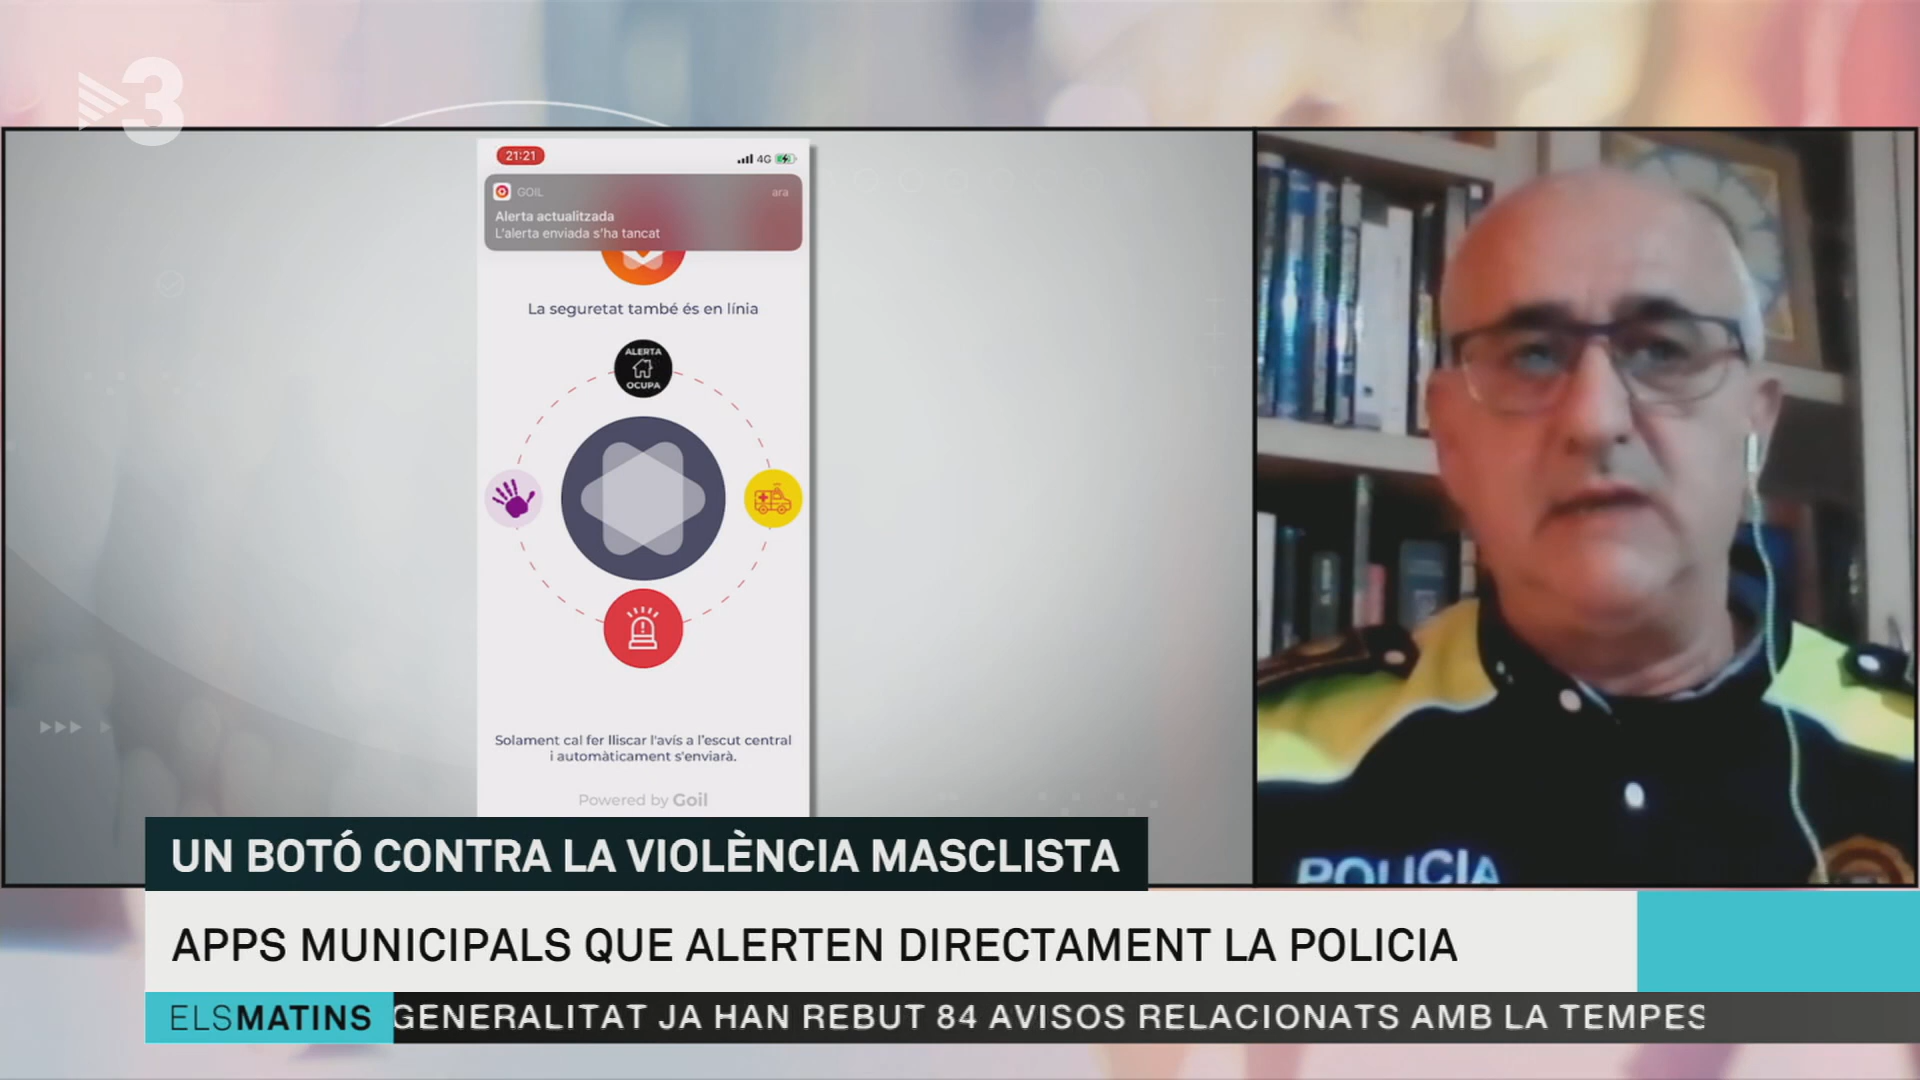 3
21:21
4G
GOIL
ara
Alerta actualitzada
L'alerta enviada s'ha tancat
La seguretat també és en línia
ALERTA
OCUPA
Solament cal fer lliscar l'avís a l'escut central
i automàticament s'enviarà.
Powered by Goil
POLICIA
UN BOTÓ CONTRA LA VIOLÈNCIA MASCLISTA
APPS MUNICIPALS QUE ALERTEN DIRECTAMENT LA POLICIA
ELSMATINS
GENERALITAT JA HAN REBUT 84 AVISOS RELACIONATS AMB LA TEMPES